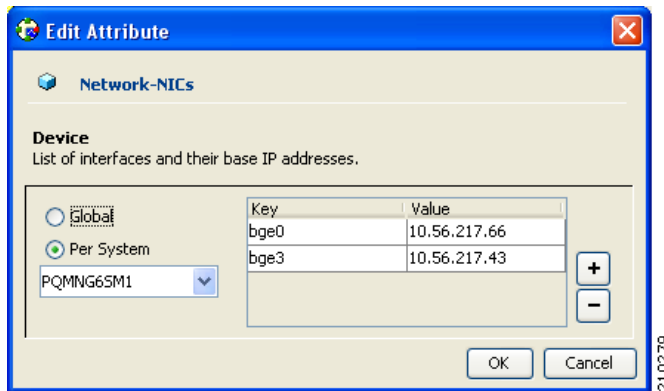 Edit Attribute
Network-NICs
Device
List of interfaces and their base IP addresses.
Global
Per System
PQMNG6SM1
Key Value
bge0 10.56.217.66
bge3 10.56.217.43
+
−
OK Cancel